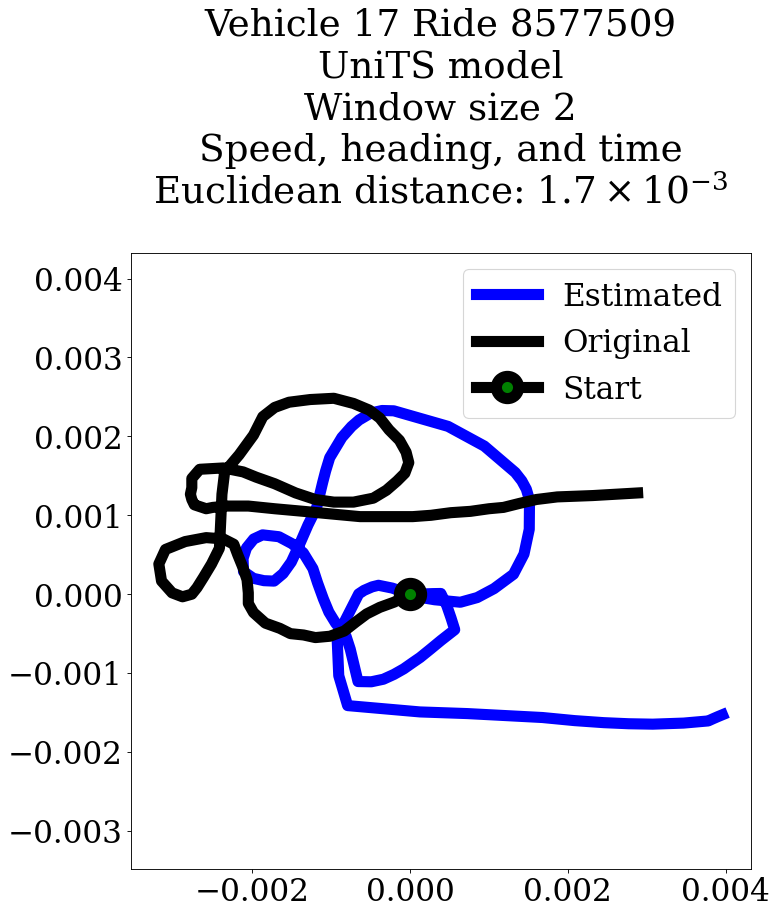 Vehicle 17 Ride 8577509
UniTS model
Window size 2
Speed, heading, and time
Euclidean distance: 1.7 × 10⁻³
Estimated
Original
Start
0.004
0.003
0.002
0.001
0.000
−0.001
−0.002
−0.003
−0.002 0.000 0.002 0.004